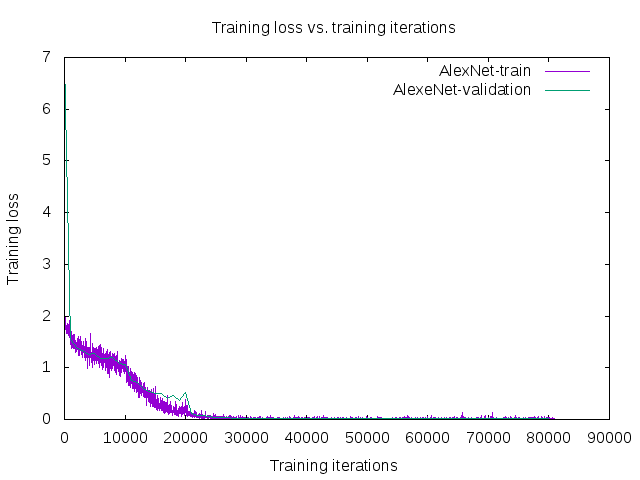 Training loss vs. training iterations
AlexNet-train
AlexeNet-validation
7
6
5
4
3
2
1
0
Training loss
0 10000 20000 30000 40000 50000 60000 70000 80000 90000
Training iterations